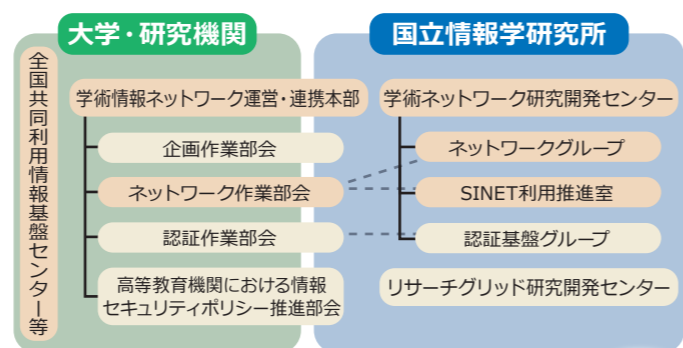 大学・研究機関
国立情報学研究所
全国共同利用情報基盤センター等
学術情報ネットワーク運営・連携本部
企画作業部会
ネットワーク作業部会
認証作業部会
高等教育機関における情報
セキュリティポリシー推進部会
学術ネットワーク研究開発センター
ネットワークグループ
SINET利用推進室
認証基盤グループ
リサーチグリッド研究開発センター